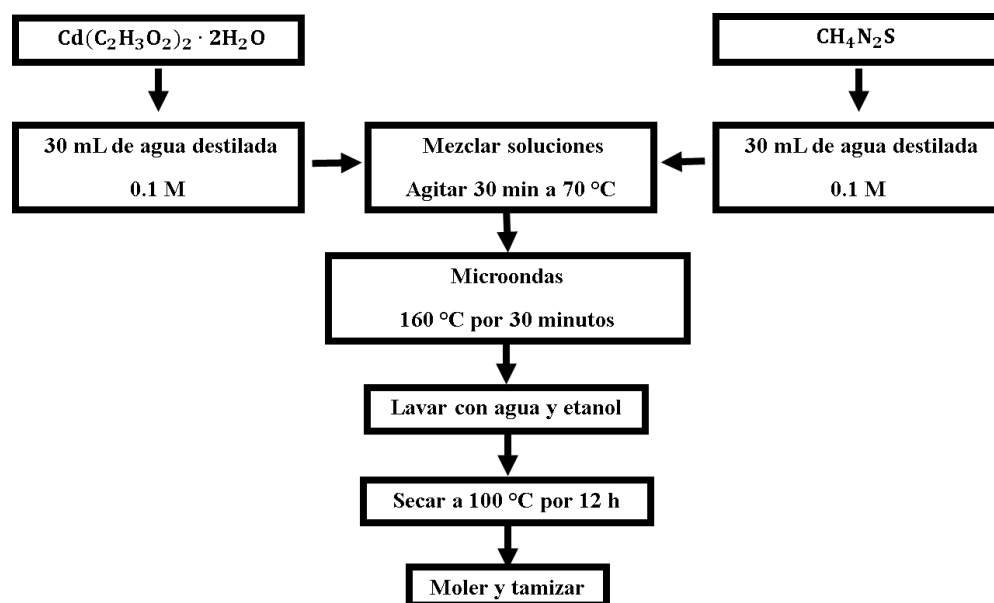 Cd(C₂H₃O₂)₂ · 2H₂O
CH₄N₂S
30 mL de agua destilada
0.1 M
Mezclar soluciones
Agitar 30 min a 70 °C
30 mL de agua destilada
0.1 M
Microondas
160 °C por 30 minutos
Lavar con agua y etanol
Secar a 100 °C por 12 h
Moler y tamizar